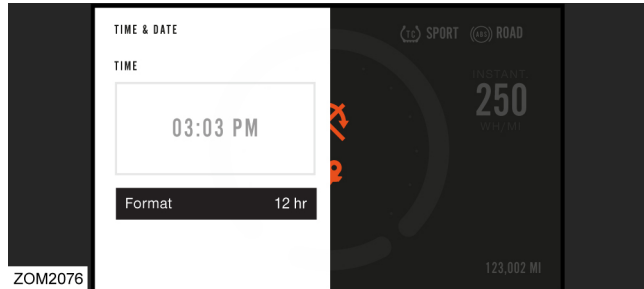 TIME & DATE
TIME
03:03 PM
Format 12 hr
TC SPORT ABS ROAD
INSTANT
250
WH/MI
123,002 MI
ZOM2076